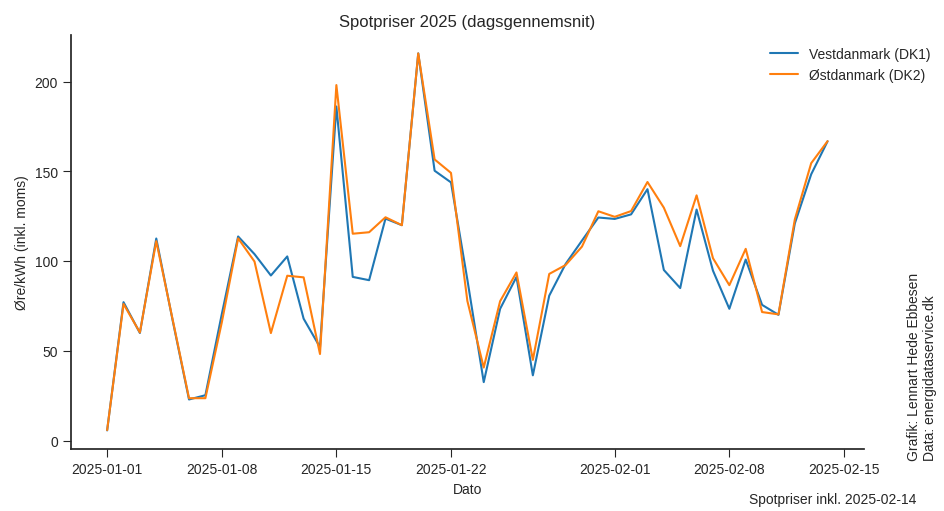 Spotpriser 2025 (dagsgennemsnit)
Vestdanmark (DK1)
Østdanmark (DK2)
Øre/kWh (inkl. moms)
200
150
100
50
0
2025-01-01
2025-01-08
2025-01-15
2025-01-22
2025-02-01
2025-02-08
2025-02-15
Dato
Grafik: Lennart Hede Ebbesen
Data: energidataservice.dk
Spotpriser inkl. 2025-02-14